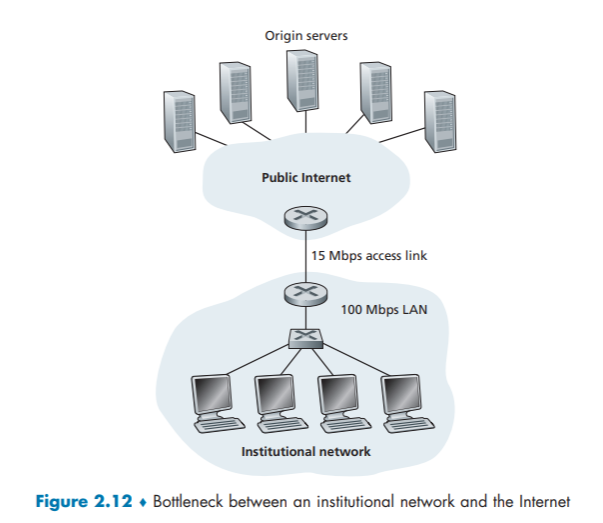 Origin servers
Public Internet
15 Mbps access link
100 Mbps LAN
Institutional network
Figure 2.12 ♦ Bottleneck between an institutional network and the Internet